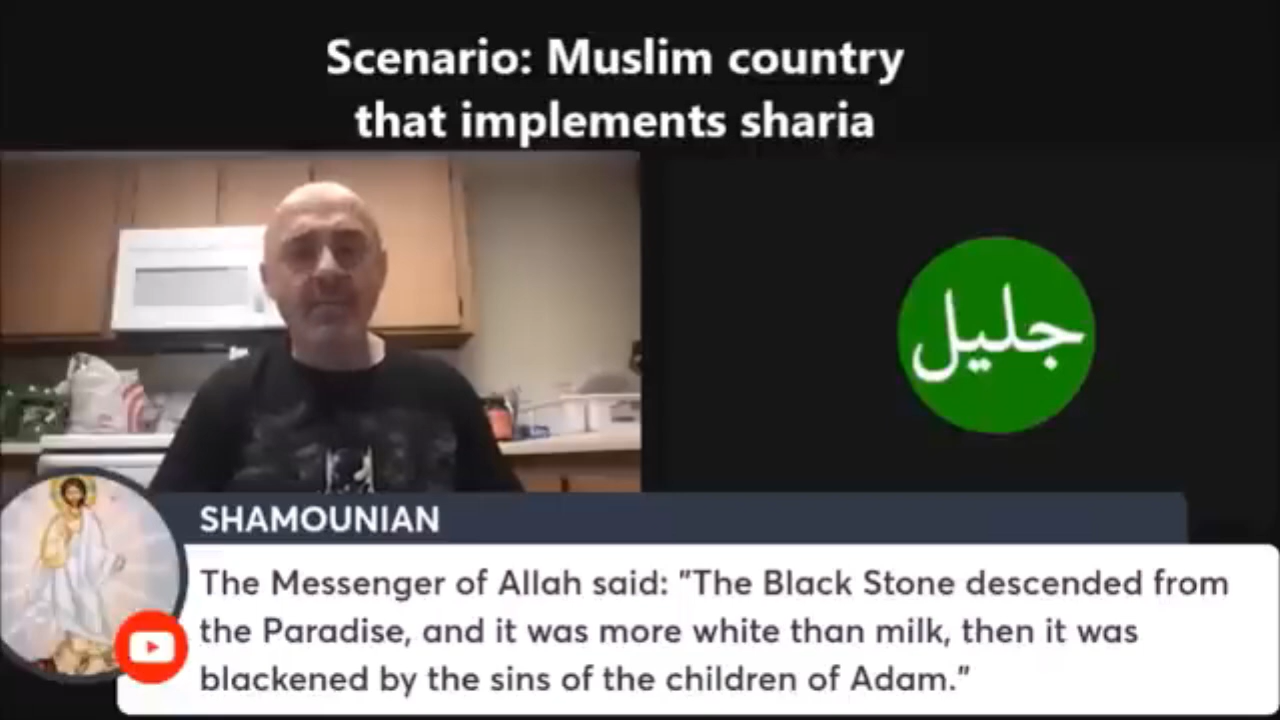 Scenario: Muslim country
that implements sharia
جليل
SHAMOUNIAN
The Messenger of Allah said: "The Black Stone descended from
the Paradise, and it was more white than milk, then it was
blackened by the sins of the children of Adam."